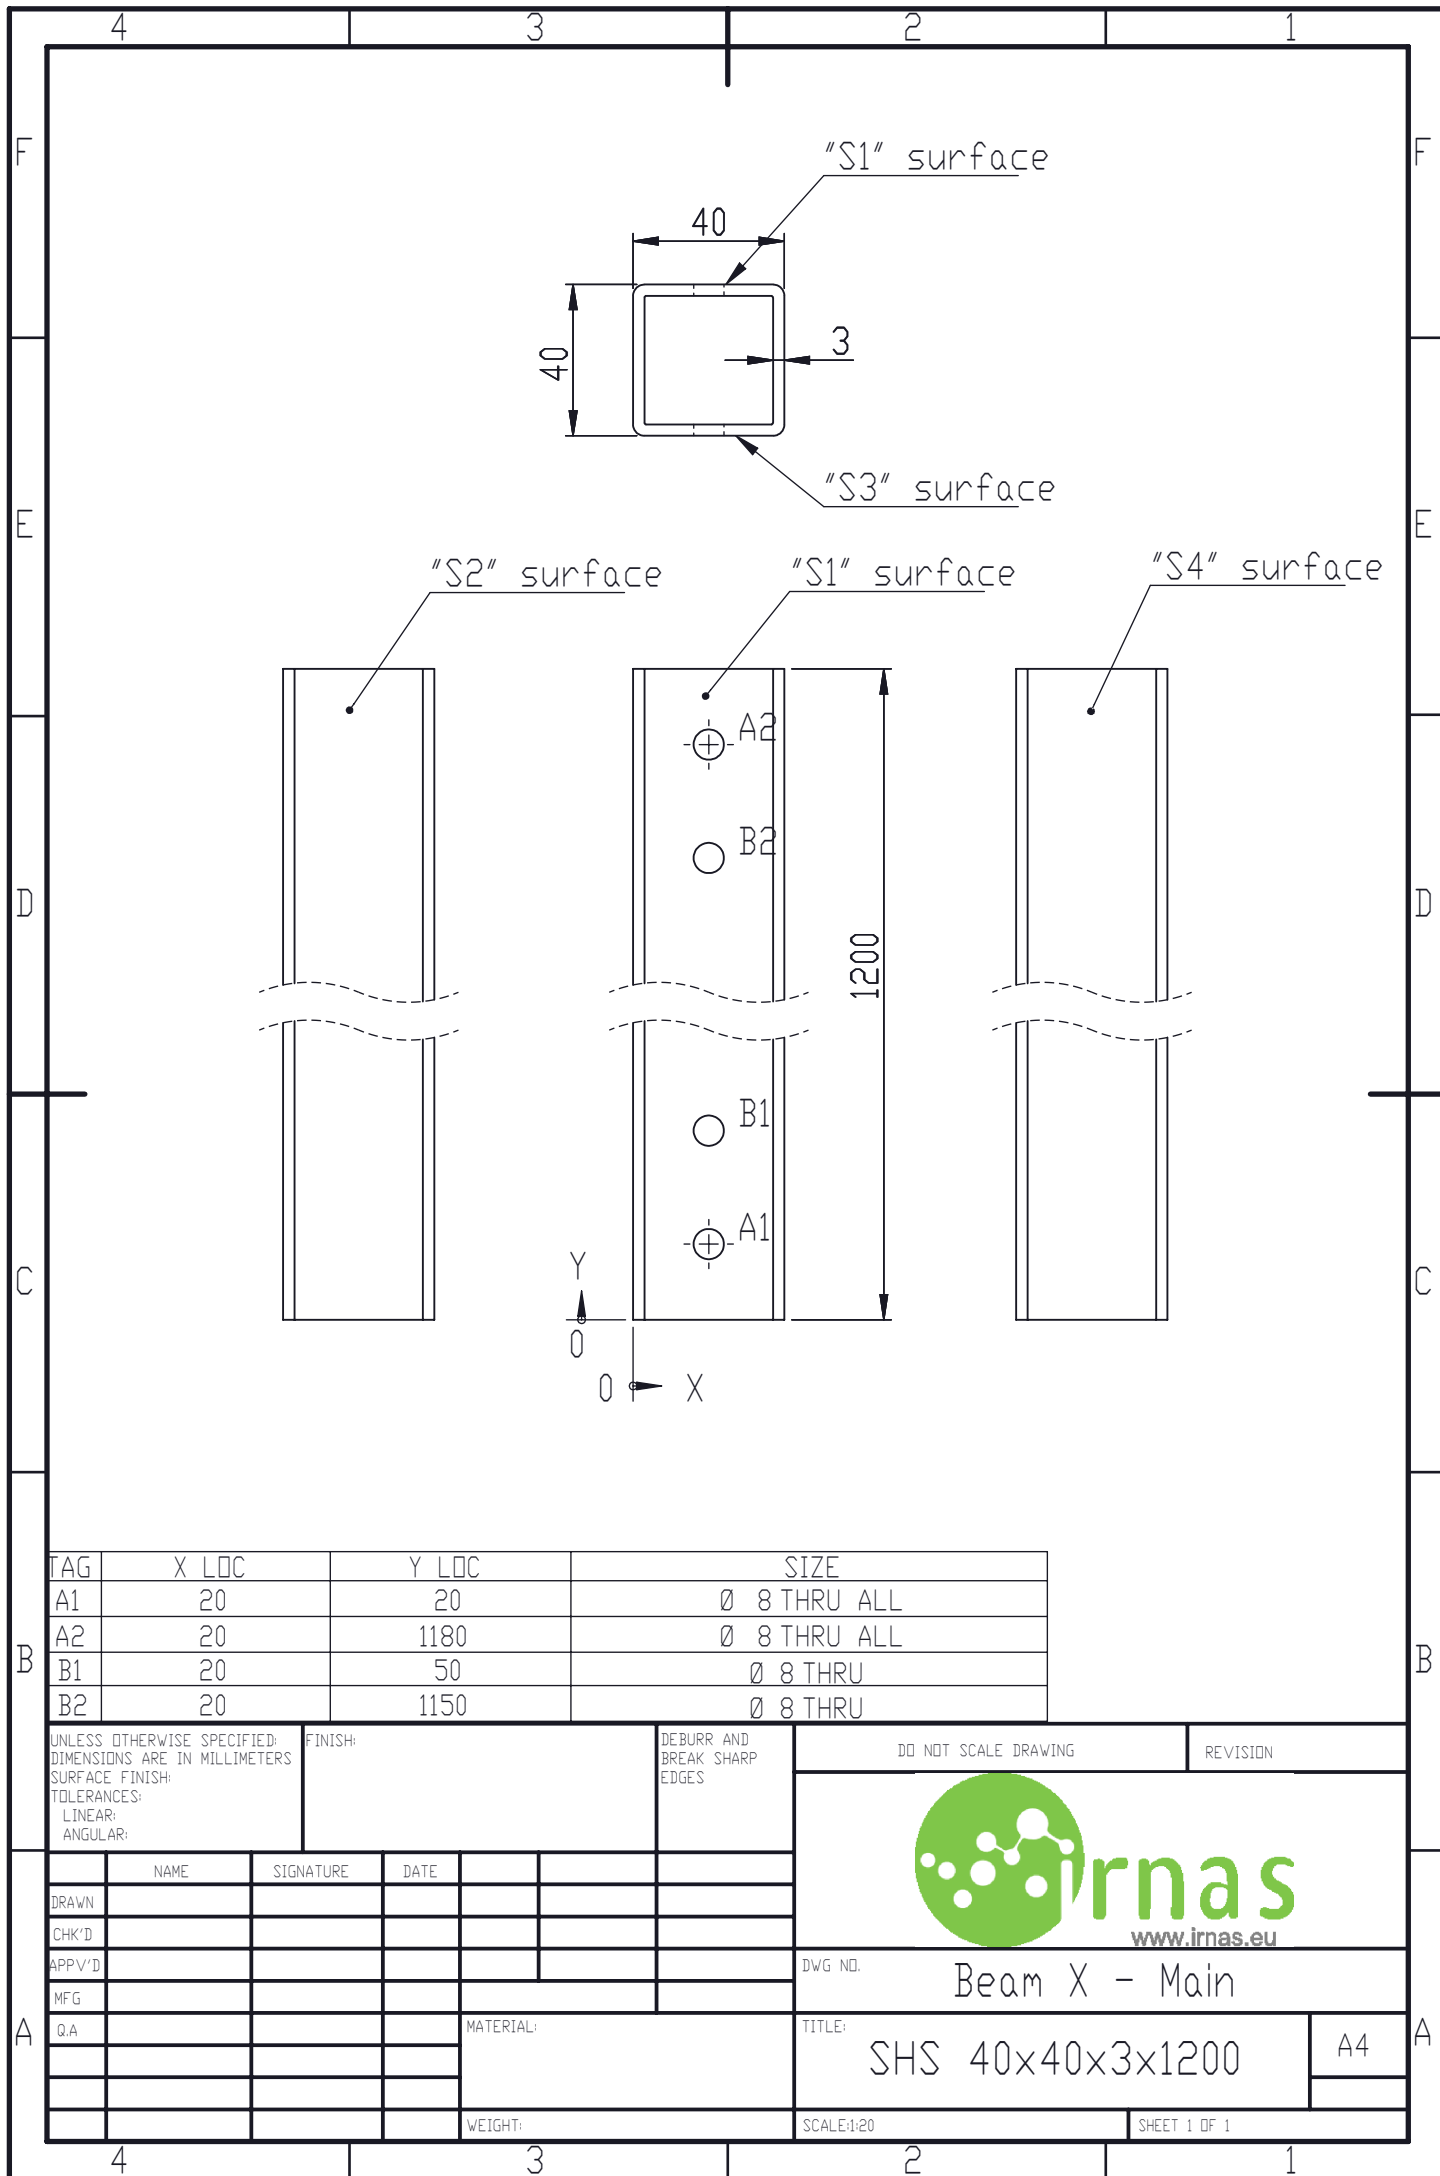 4 3 2 1
F F
"S1" surface
40
40
3
"S3" surface
E E
"S2" surface "S1" surface "S4" surface
A2
B2
D D
1200
B1
A1
C C
Y
0
0 X
TAG X LOC Y LOC SIZE
A1 20 20 Ø 8 THRU ALL
A2 20 1180 Ø 8 THRU ALL
B1 20 50 Ø 8 THRU
B2 20 1150 Ø 8 THRU
B B
UNLESS OTHERWISE SPECIFIED:
DIMENSIONS ARE IN MILLIMETERS
SURFACE FINISH:
TOLERANCES:
LINEAR:
ANGULAR:
FINISH:
DEBURR AND
BREAK SHARP
EDGES
DO NOT SCALE DRAWING
REVISION
irnas
www.irnas.eu
NAME SIGNATURE DATE
DRAWN
CHK'D
APPV'D
MFG
Q.A
DWG NO.
Beam X - Main
MATERIAL:
TITLE:
SHS 40x40x3x1200
A4
A A
WEIGHT:
SCALE:1:20
SHEET 1 OF 1
4 3 2 1